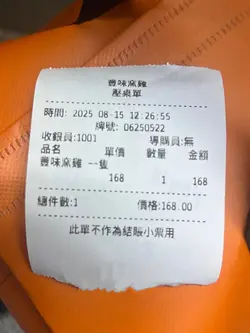 豐味窯雞
壓桌單
時間: 2025-08-15 12:26:55
牌號: 06250522
收銀員:1001 導購員:無
品名 單價 數量 金額
豐味窯雞 一隻
168 1 168
總件數:1 價格:168.00
此單不作為結賬小票用